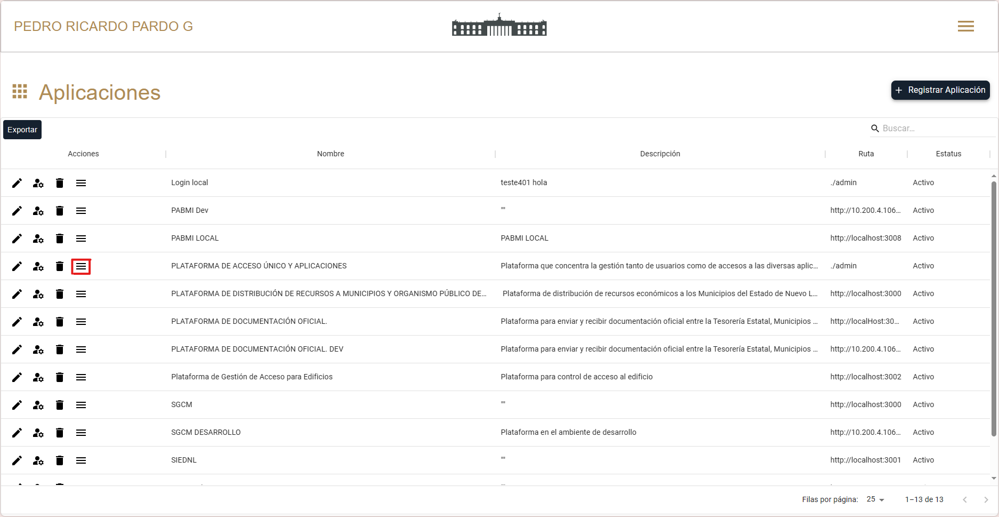 PEDRO RICARDO PARDO G
Aplicaciones
+ Registrar Aplicación
Exportar
Buscar...
Acciones Nombre Descripción Ruta Estatus
Login local teste401 hola ./admin Activo
PABMI Dev "" http://10.200.4.106... Activo
PABMI LOCAL PABMI LOCAL http://localhost:3008 Activo
PLATAFORMA DE ACCESO ÚNICO Y APLICACIONES Plataforma que concentra la gestión tanto de usuarios como de accesos a las diversas aplic... ./admin Activo
PLATAFORMA DE DISTRIBUCIÓN DE RECURSOS A MUNICIPIOS Y ORGANISMO PÚBLICO DE... Plataforma de distribución de recursos económicos a los Municipios del Estado de Nuevo L... http://localhost:3000 Activo
PLATAFORMA DE DOCUMENTACIÓN OFICIAL. Plataforma para enviar y recibir documentación oficial entre la Tesorería Estatal, Municipios ... http://localHost:30... Activo
PLATAFORMA DE DOCUMENTACIÓN OFICIAL. DEV Plataforma para enviar y recibir documentación oficial entre la Tesorería Estatal, Municipios ... http://10.200.4.106... Activo
Plataforma de Gestión de Acceso para Edificios Plataforma para control de acceso al edificio http://localhost:3002 Activo
SGCM "" http://localhost:3000 Activo
SGCM DESARROLLO Plataforma en el ambiente de desarrollo http://10.200.4.106... Activo
SIEDNL "" http://localhost:3001 Activo
Filas por página: 25 1–13 de 13